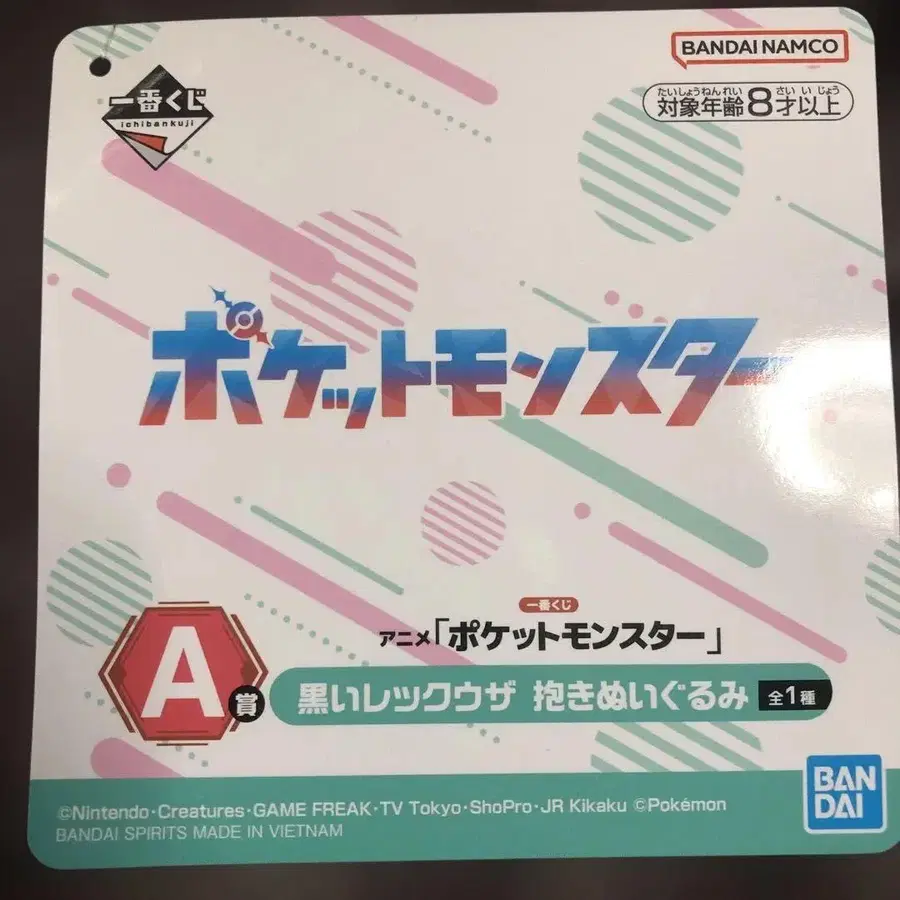 BANDAI NAMCO
一番くじ
ichibankuji
たいしょうねんれい さい い じょう
対象年齢8才以上
ポケットモンスター
一番くじ
アニメ「ポケットモンスター」
A賞
黒いレックウザ 抱きぬいぐるみ 全1種
©Nintendo・Creatures・GAME FREAK・TV Tokyo・ShoPro・JR Kikaku ©Pokémon
BANDAI SPIRITS MADE IN VIETNAM
BAN
DAI